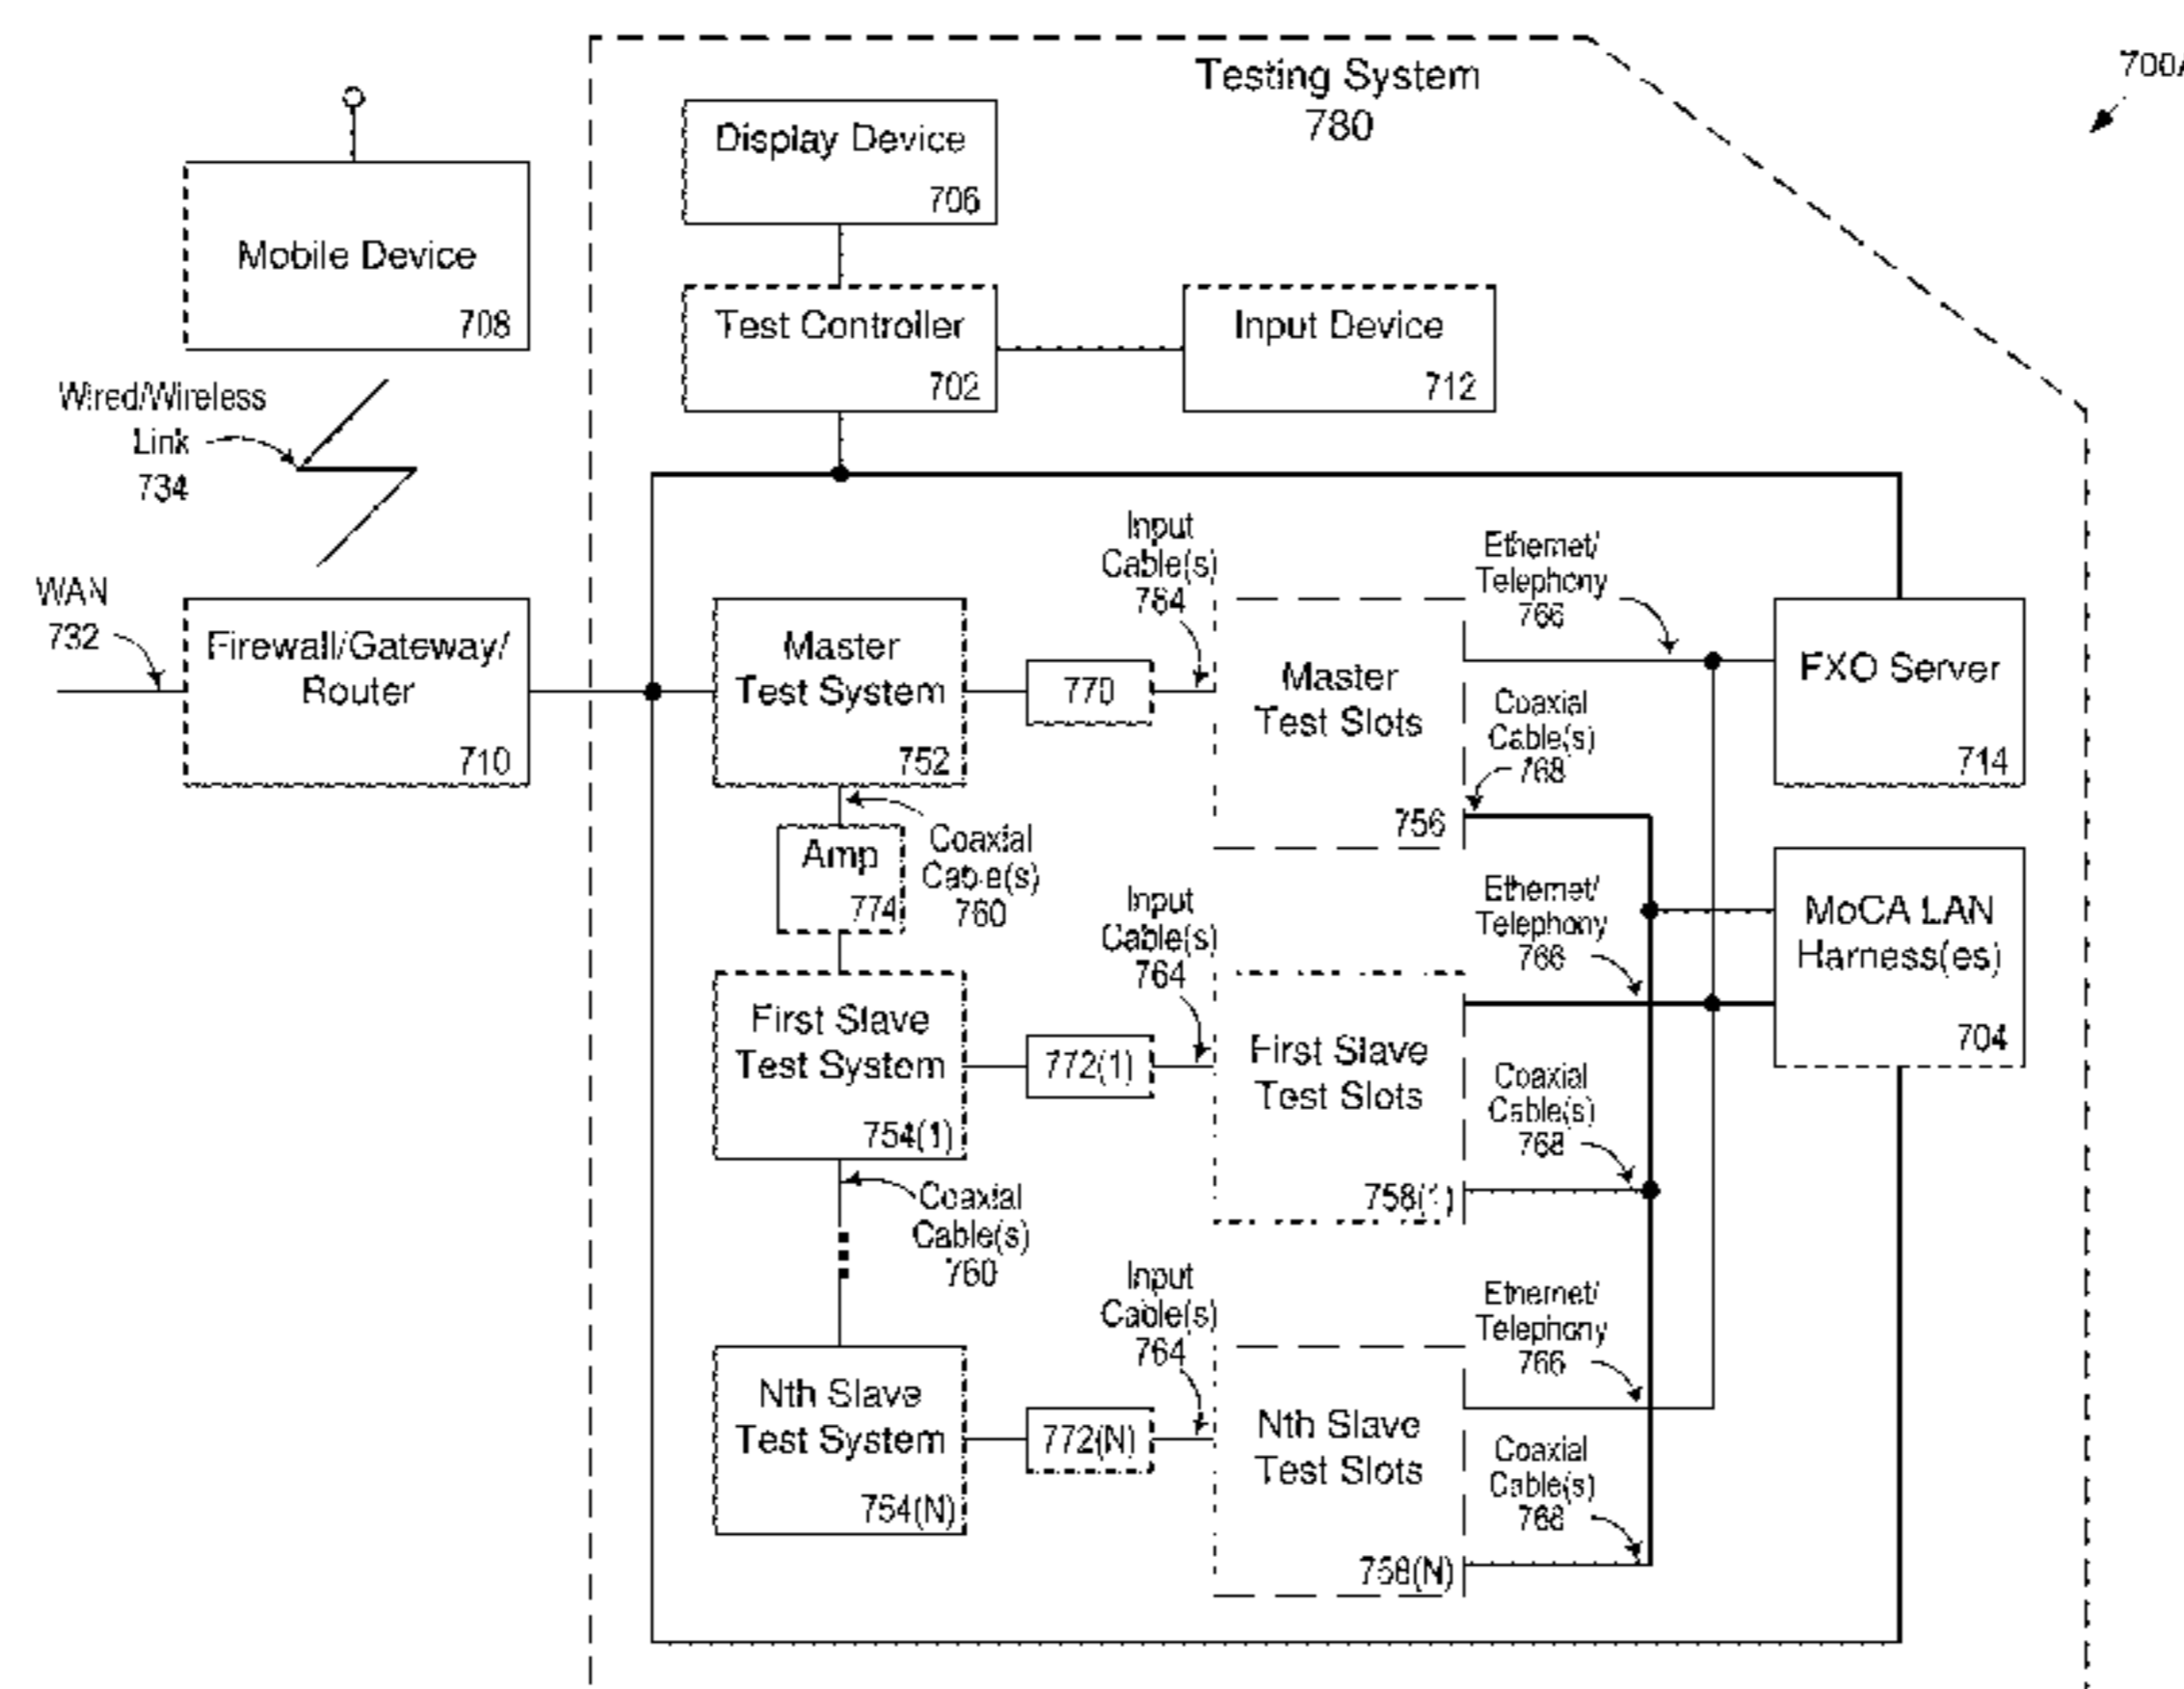 700A
Testing System
780
Display Device
706
Mobile Device
708
Test Controller
702
Input Device
712
Wired/Wireless
Link
734
WAN
732
Firewall/Gateway/
Router
710
Master
Test System
752
770
Input
Cable(s)
764
Master
Test Slots
756
Ethernet/
Telephony
766
Coaxial
Cable(s)
768
FXO Server
714
Amp
774
Coaxial
Cable(s)
760
First Slave
Test System
754(1)
772(1)
Input
Cable(s)
764
First Slave
Test Slots
758(1)
Ethernet/
Telephony
766
Coaxial
Cable(s)
768
MoCA LAN
Harness(es)
704
Coaxial
Cable(s)
760
Nth Slave
Test System
754(N)
772(N)
Input
Cable(s)
764
Nth Slave
Test Slots
758(N)
Ethernet/
Telephony
766
Coaxial
Cable(s)
768